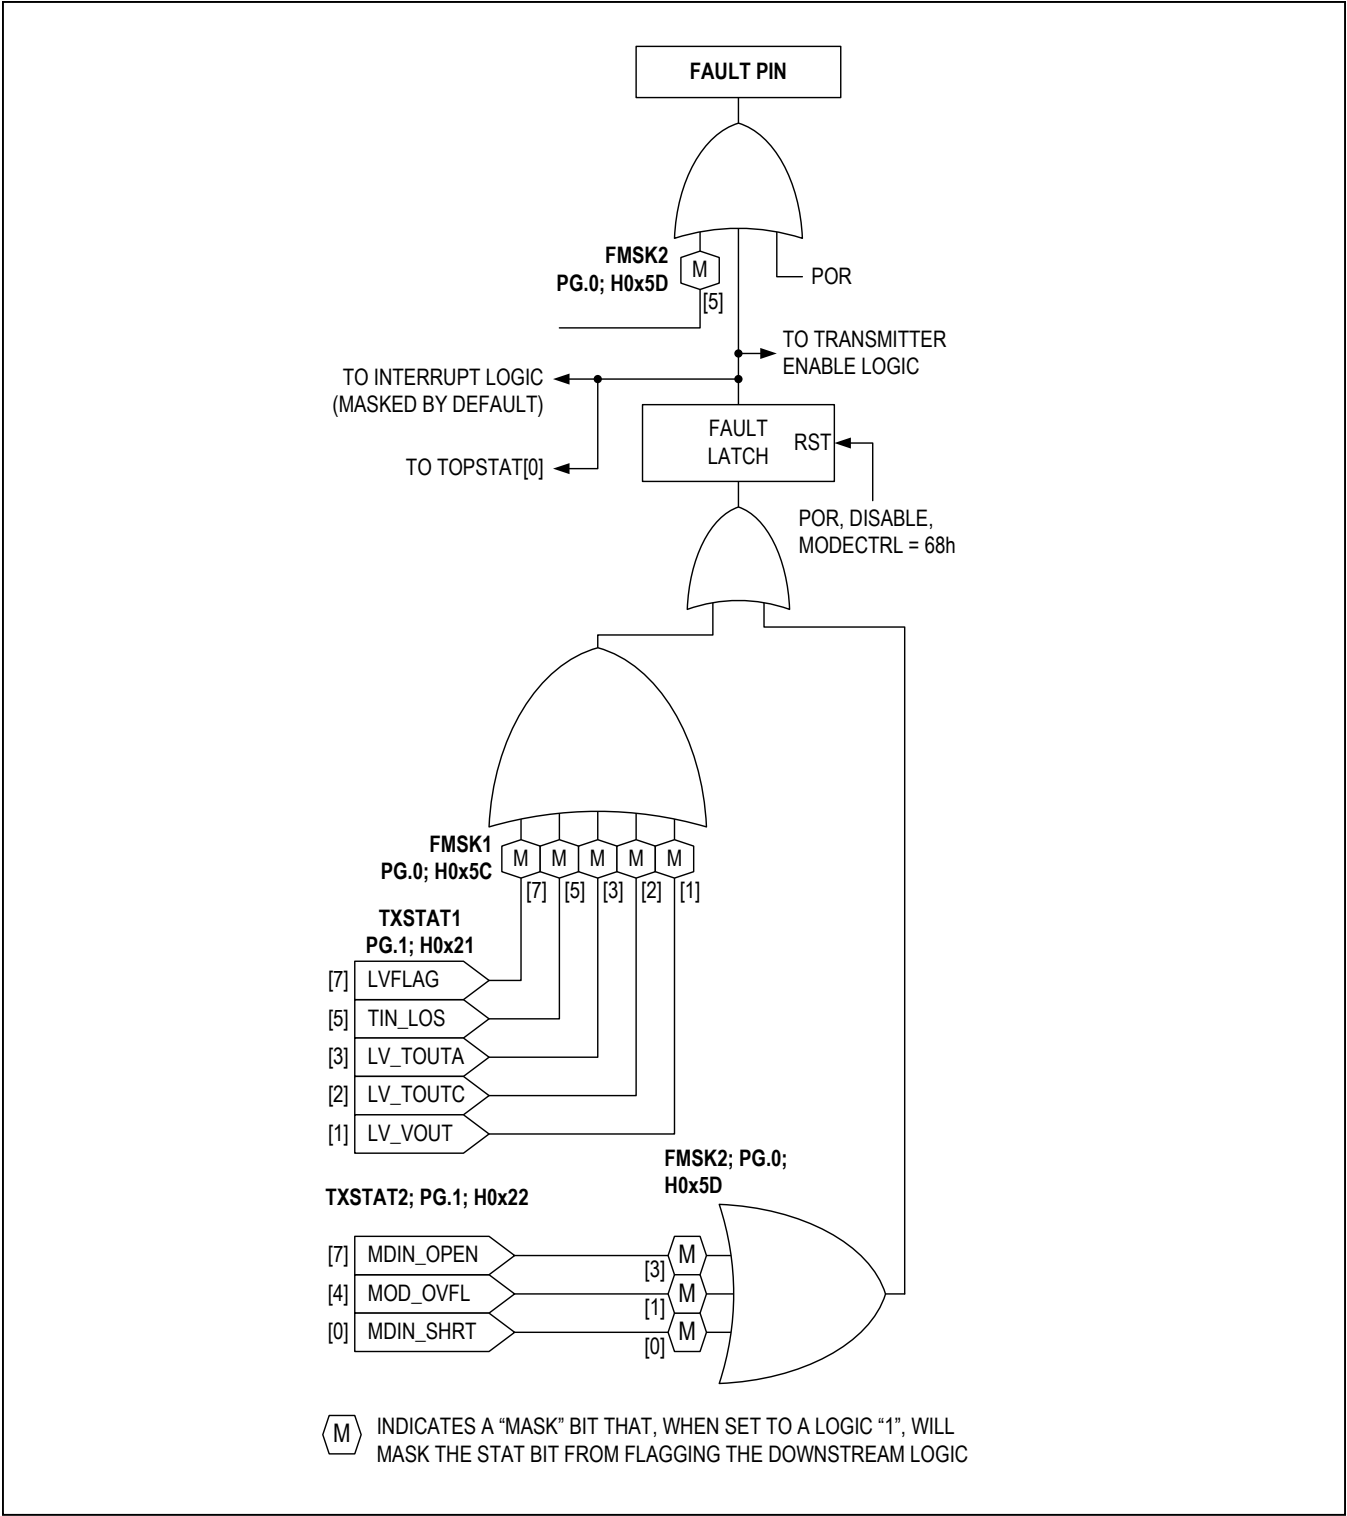 FAULT PIN
FMSK2
PG.0; H0x5D
M
[5]
POR
TO TRANSMITTER
ENABLE LOGIC
TO INTERRUPT LOGIC
(MASKED BY DEFAULT)
FAULT
LATCH
RST
TO TOPSTAT[0]
POR, DISABLE,
MODECTRL = 68h
FMSK1
PG.0; H0x5C
M M M M M
[7] [5] [3] [2] [1]
TXSTAT1
PG.1; H0x21
[7] LVFLAG
[5] TIN_LOS
[3] LV_TOUTA
[2] LV_TOUTC
[1] LV_VOUT
FMSK2; PG.0;
H0x5D
TXSTAT2; PG.1; H0x22
[7] MDIN_OPEN [3] M
[4] MOD_OVFL [1] M
[0] MDIN_SHRT [0] M
M INDICATES A “MASK” BIT THAT, WHEN SET TO A LOGIC “1”, WILL
MASK THE STAT BIT FROM FLAGGING THE DOWNSTREAM LOGIC